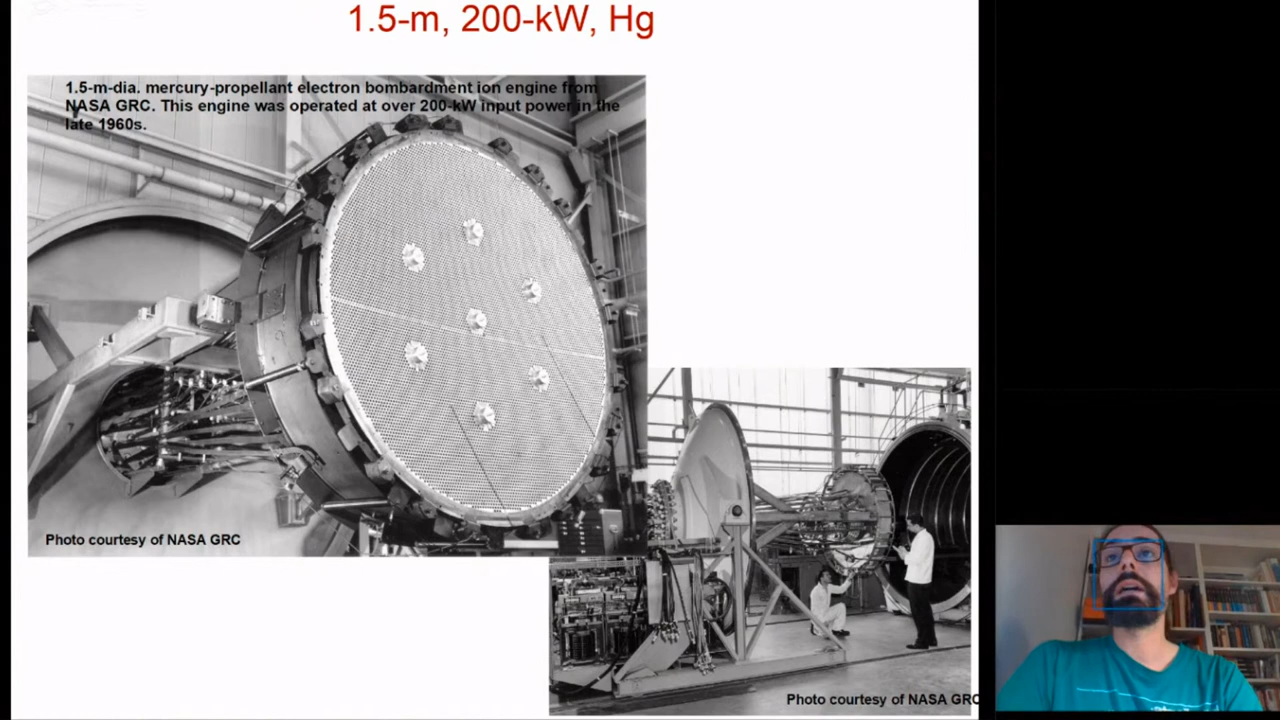 1.5-m, 200-kW, Hg
1.5-m-dia. mercury-propellant electron bombardment ion engine from
NASA GRC. This engine was operated at over 200-kW input power in the
late 1960s.
Photo courtesy of NASA GRC
Photo courtesy of NASA GRC